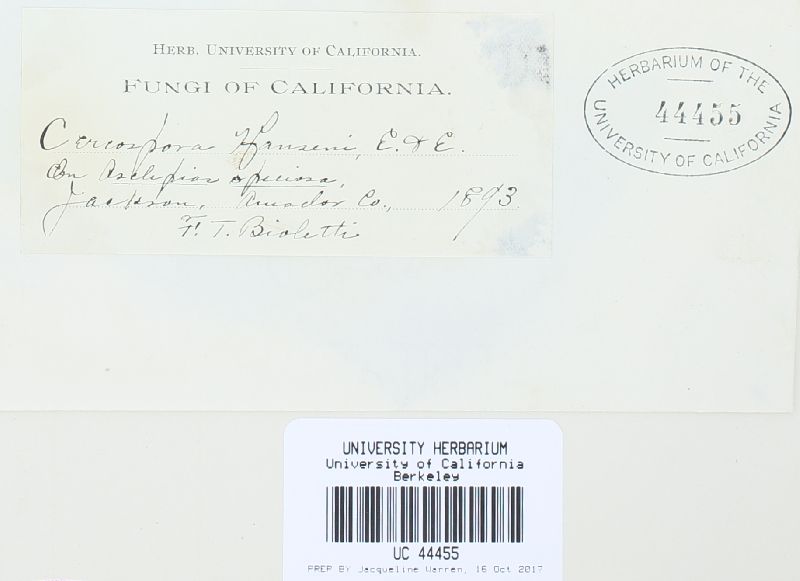 HERB. UNIVERSITY OF CALIFORNIA.
FUNGI OF CALIFORNIA.
Cercospora Hanseni, E. & E.
On Asclepias speciosa,
Jackson, Amador Co., 1893.
F. T. Bioletti
HERBARIUM OF THE
44455
UNIVERSITY OF CALIFORNIA
UNIVERSITY HERBARIUM
University of California
Berkeley
UC 44455
PREP BY Jacqueline Warren, 16 Oct 2017